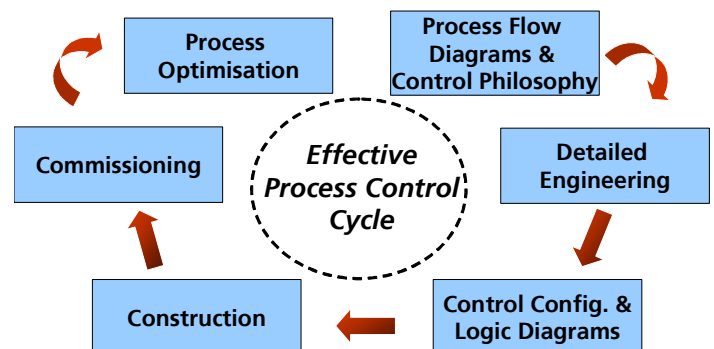 Process
Optimisation
Process Flow
Diagrams &
Control Philosophy
Commissioning
Effective
Process Control
Cycle
Detailed
Engineering
Construction
Control Config. &
Logic Diagrams